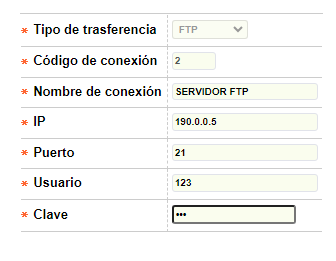 * Tipo de trasferencia FTP
* Código de conexión 2
* Nombre de conexión SERVIDOR FTP
* IP 190.0.0.5
* Puerto 21
* Usuario 123
* Clave •••